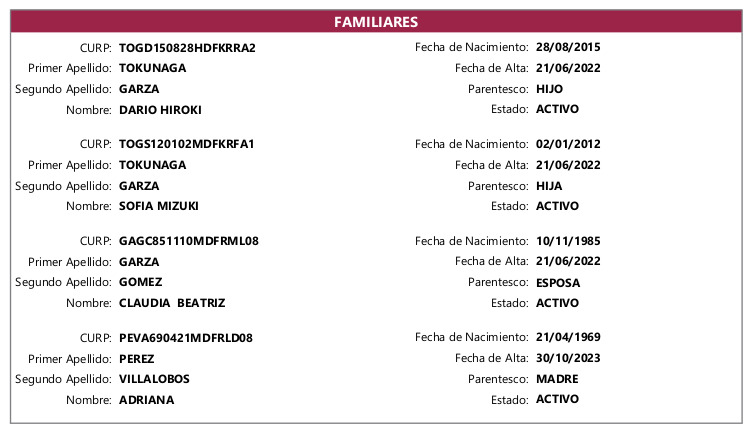 FAMILIARES
CURP: TOGD150828HDFKRRA2 Fecha de Nacimiento: 28/08/2015
Primer Apellido: TOKUNAGA Fecha de Alta: 21/06/2022
Segundo Apellido: GARZA Parentesco: HIJO
Nombre: DARIO HIROKI Estado: ACTIVO
CURP: TOGS120102MDFKRFA1 Fecha de Nacimiento: 02/01/2012
Primer Apellido: TOKUNAGA Fecha de Alta: 21/06/2022
Segundo Apellido: GARZA Parentesco: HIJA
Nombre: SOFIA MIZUKI Estado: ACTIVO
CURP: GAGC851110MDFRML08 Fecha de Nacimiento: 10/11/1985
Primer Apellido: GARZA Fecha de Alta: 21/06/2022
Segundo Apellido: GOMEZ Parentesco: ESPOSA
Nombre: CLAUDIA  BEATRIZ Estado: ACTIVO
CURP: PEVA690421MDFRLD08 Fecha de Nacimiento: 21/04/1969
Primer Apellido: PEREZ Fecha de Alta: 30/10/2023
Segundo Apellido: VILLALOBOS Parentesco: MADRE
Nombre: ADRIANA Estado: ACTIVO